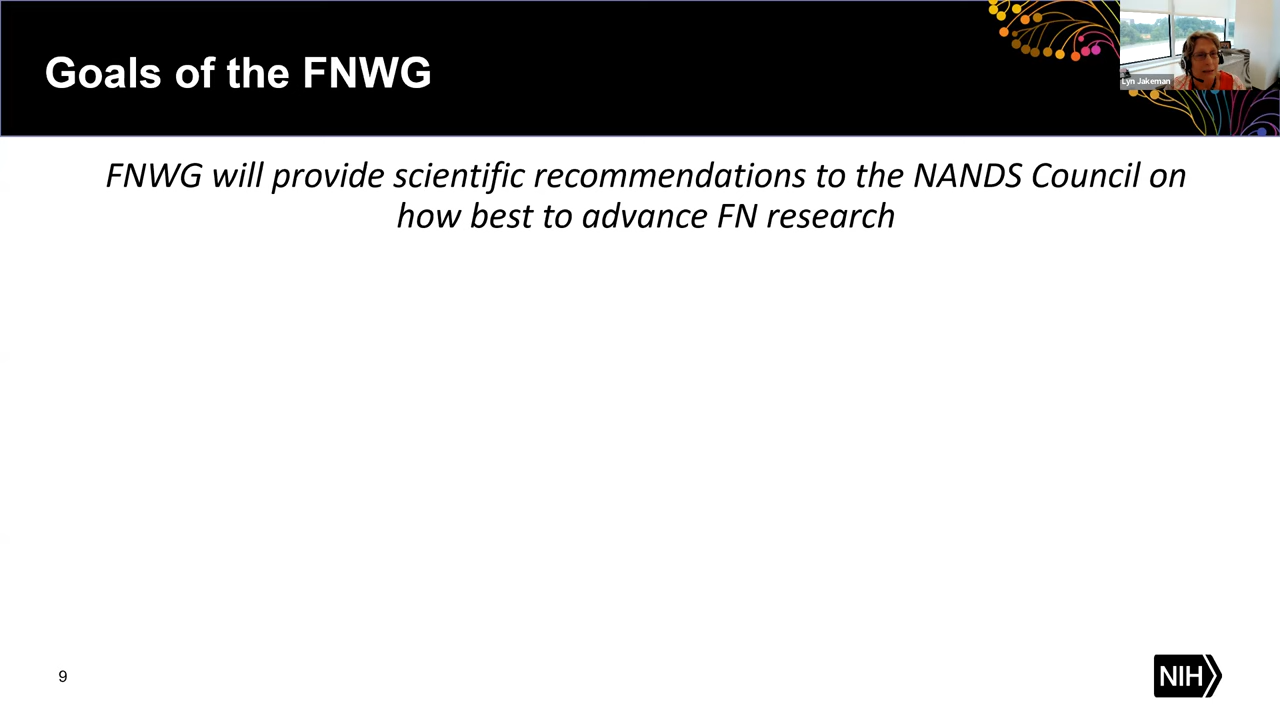 Goals of the FNWG
Lyn Jakeman
FNWG will provide scientific recommendations to the NANDS Council on
how best to advance FN research
9
NIH